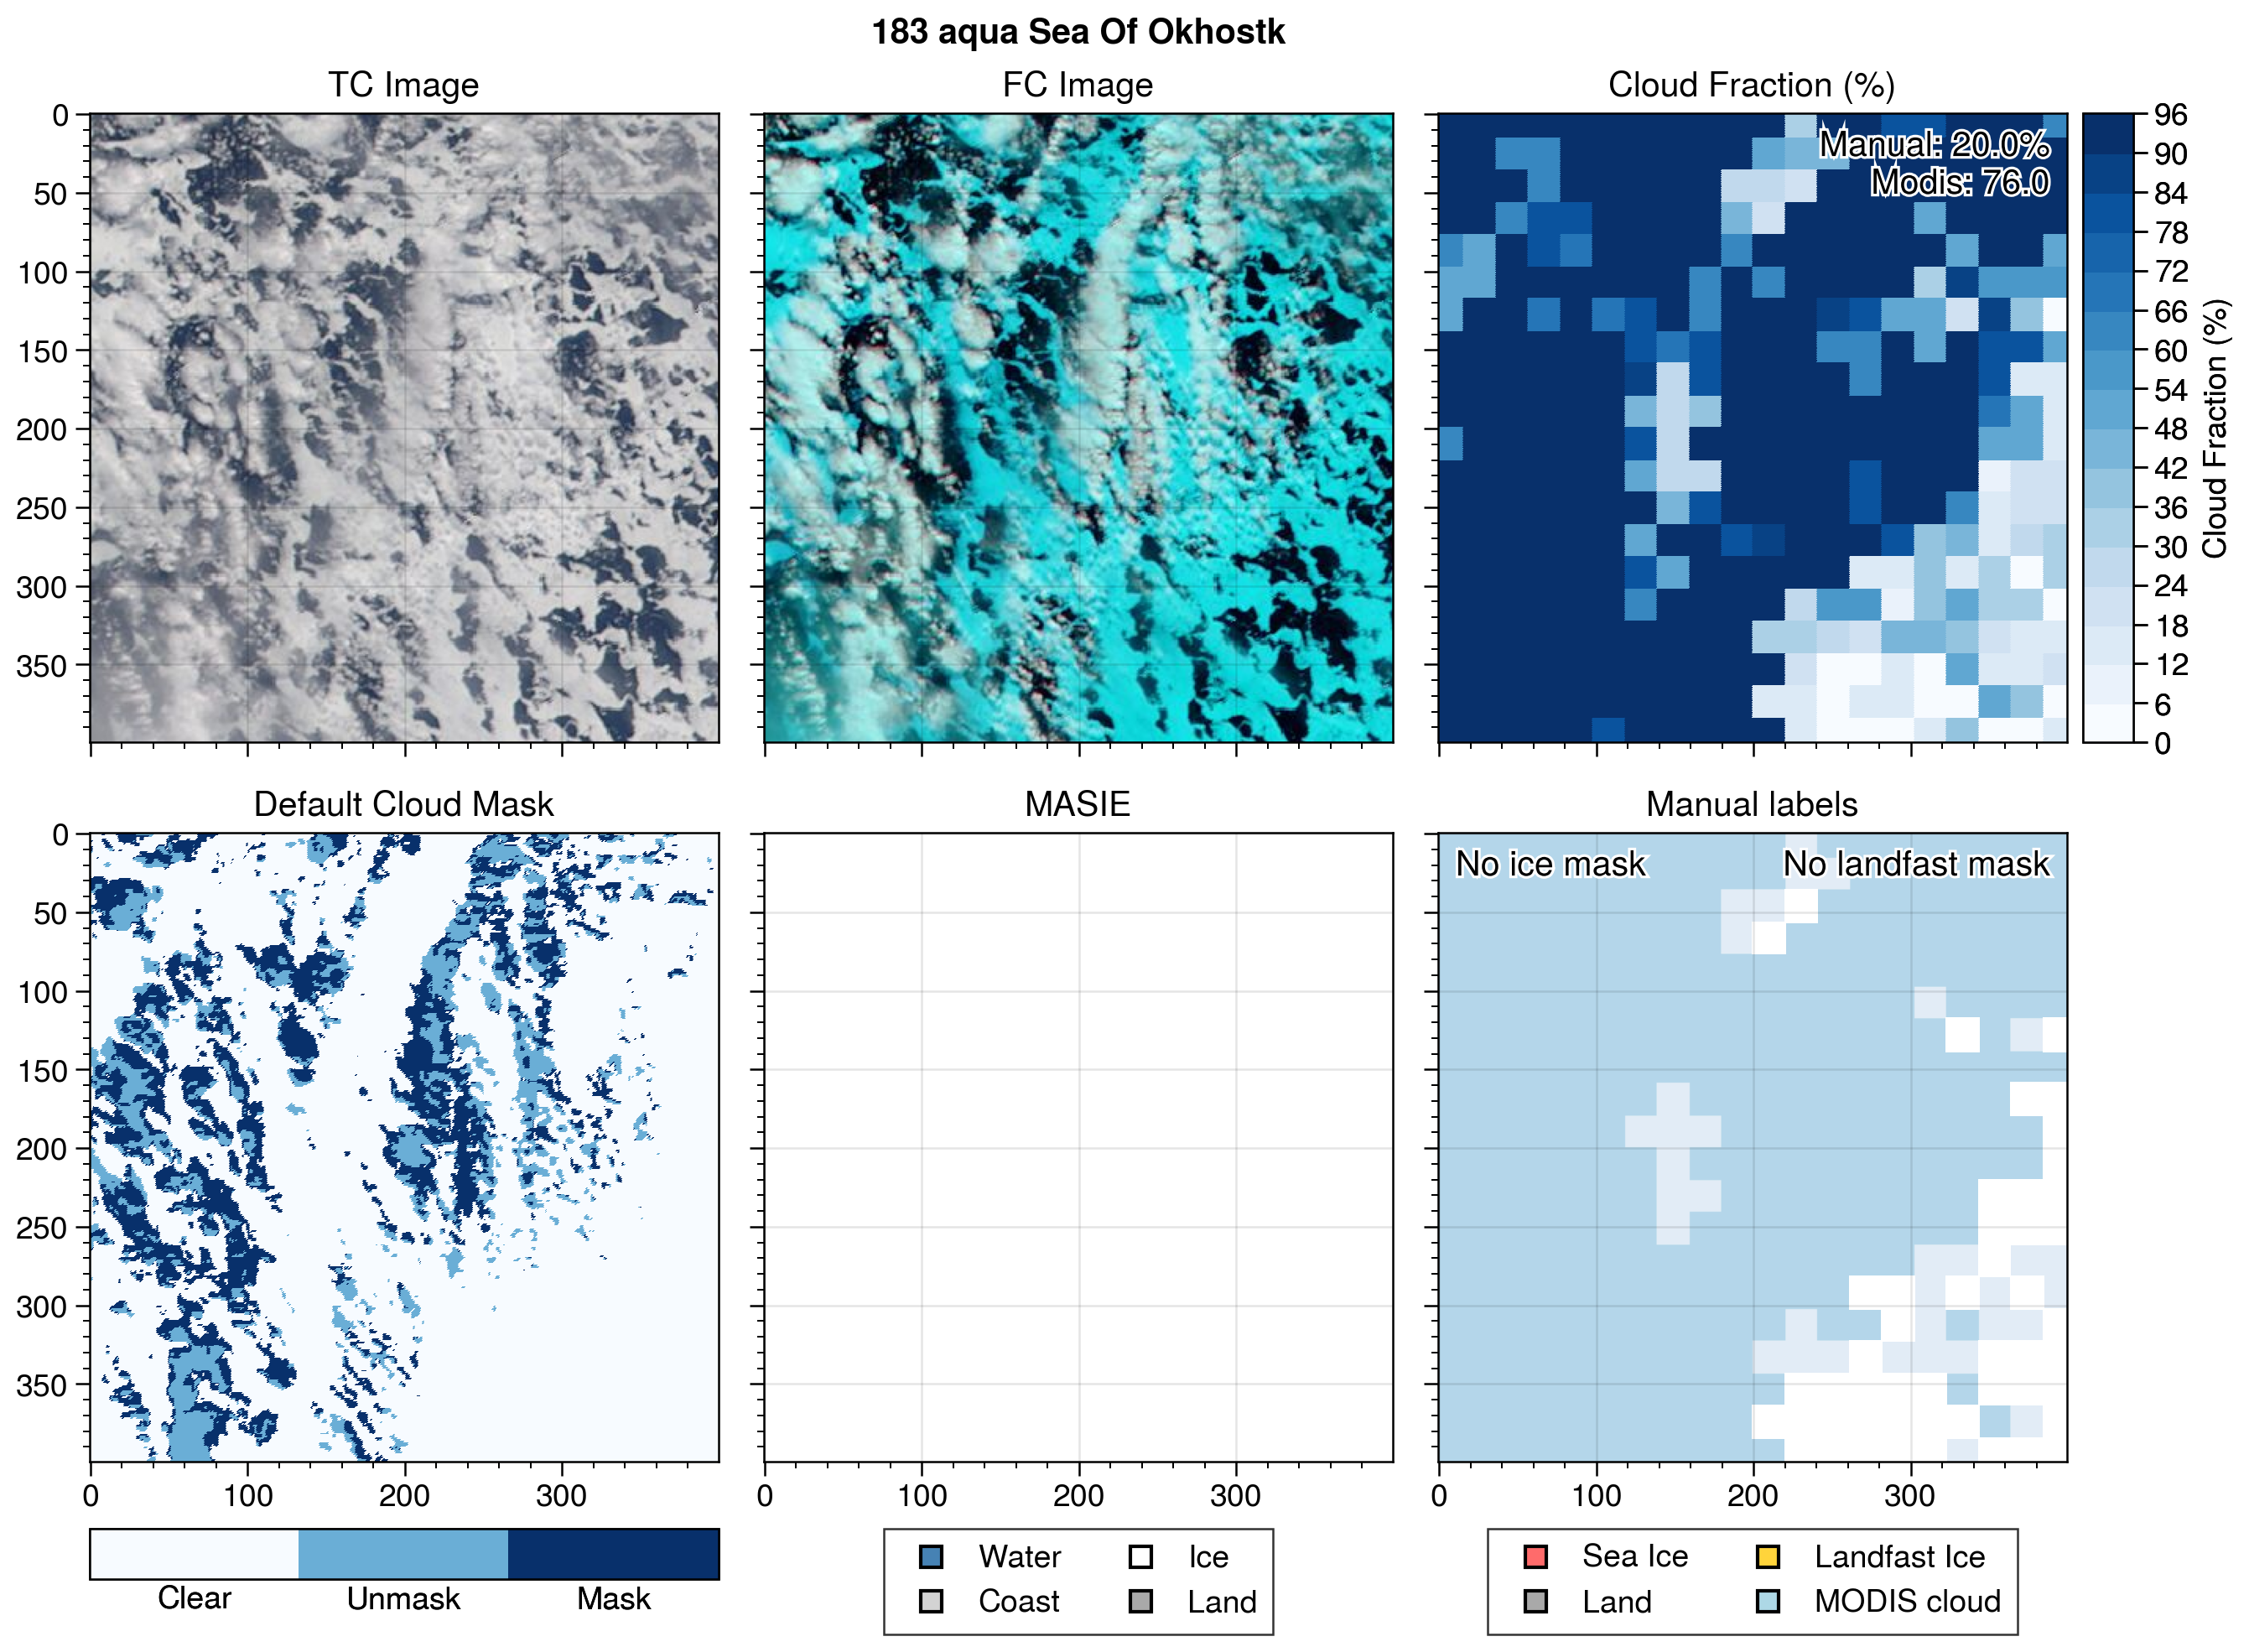 183 aqua Sea Of Okhostk
TC Image
FC Image
Cloud Fraction (%)
0
50
100
150
200
250
300
350
Manual: 20.0%
Modis: 76.0
96
90
84
78
72
66
60
54
48
42
36
30
24
18
12
6
0
Cloud Fraction (%)
Default Cloud Mask
MASIE
Manual labels
0
50
100
150
200
250
300
350
No ice mask
No landfast mask
0 100 200 300
0 100 200 300
0 100 200 300
Clear Unmask Mask
Water Ice
Coast Land
Sea Ice Landfast Ice
Land MODIS cloud